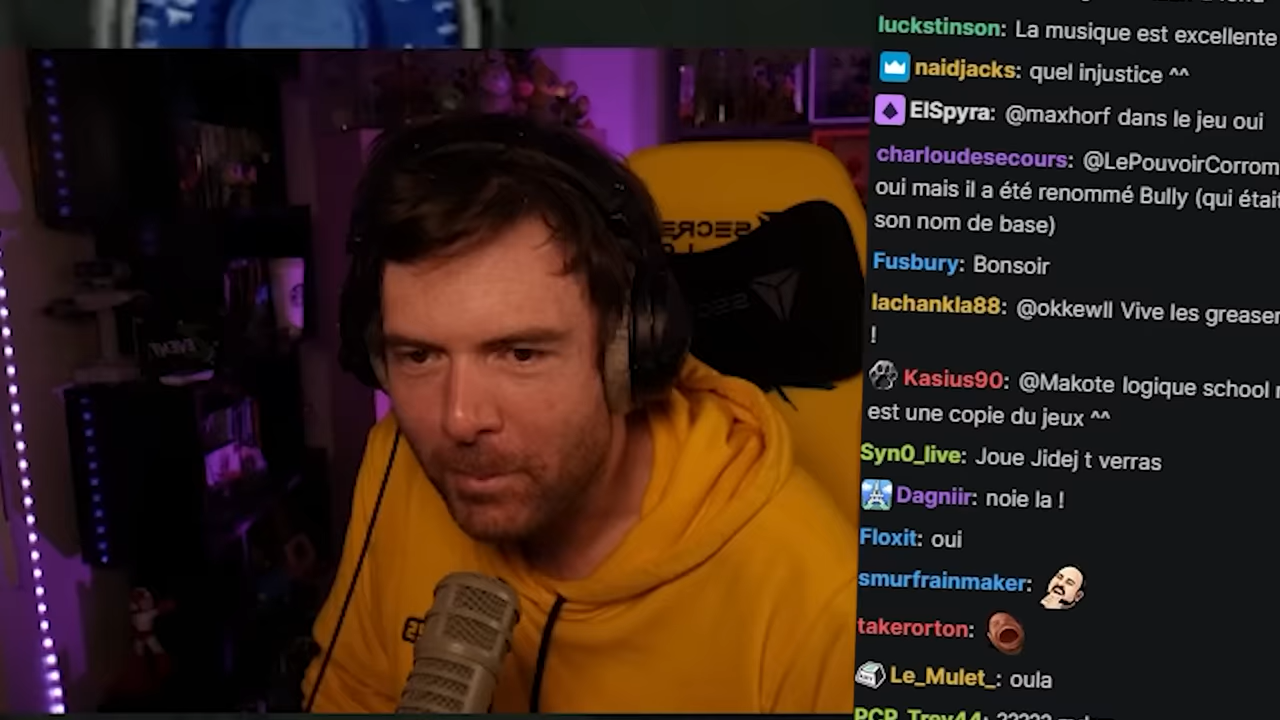 luckstinson: La musique est excellente
naidjacks: quel injustice ^^
ElSpyra: @maxhorf dans le jeu oui
charloudesecours: @LePouvoirCorrom
oui mais il a été renommé Bully (qui était
son nom de base)
Fusbury: Bonsoir
lachankla88: @okkewll Vive les greaser
!
Kasius90: @Makote logique school
est une copie du jeux ^^
Syn0_live: Joue Jidej t verras
Dagniir: noie la !
Floxit: oui
smurfrainmaker:
takerorton:
Le_Mulet_: oula
PCP_Trey44: ?????